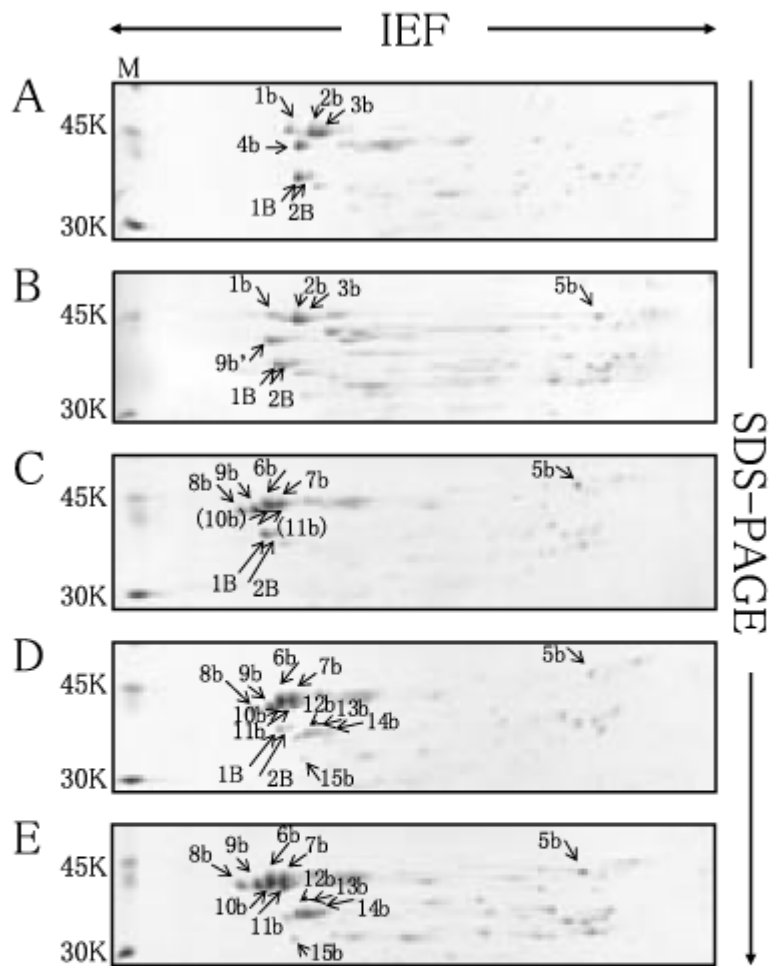 IEF
M
A
1b 2b 3b
45K
4b
1B 2B
30K
B
1b 2b 3b 5b
45K
9b'
1B 2B
30K
C
8b 9b 6b 7b 5b
45K
(10b) (11b)
1B 2B
30K
D
8b 9b 6b 7b 5b
45K
10b 12b 13b 14b
11b
1B 2B 15b
30K
E
8b 9b 6b 7b 5b
45K
10b 11b 12b 13b 14b
15b
30K
SDS-PAGE